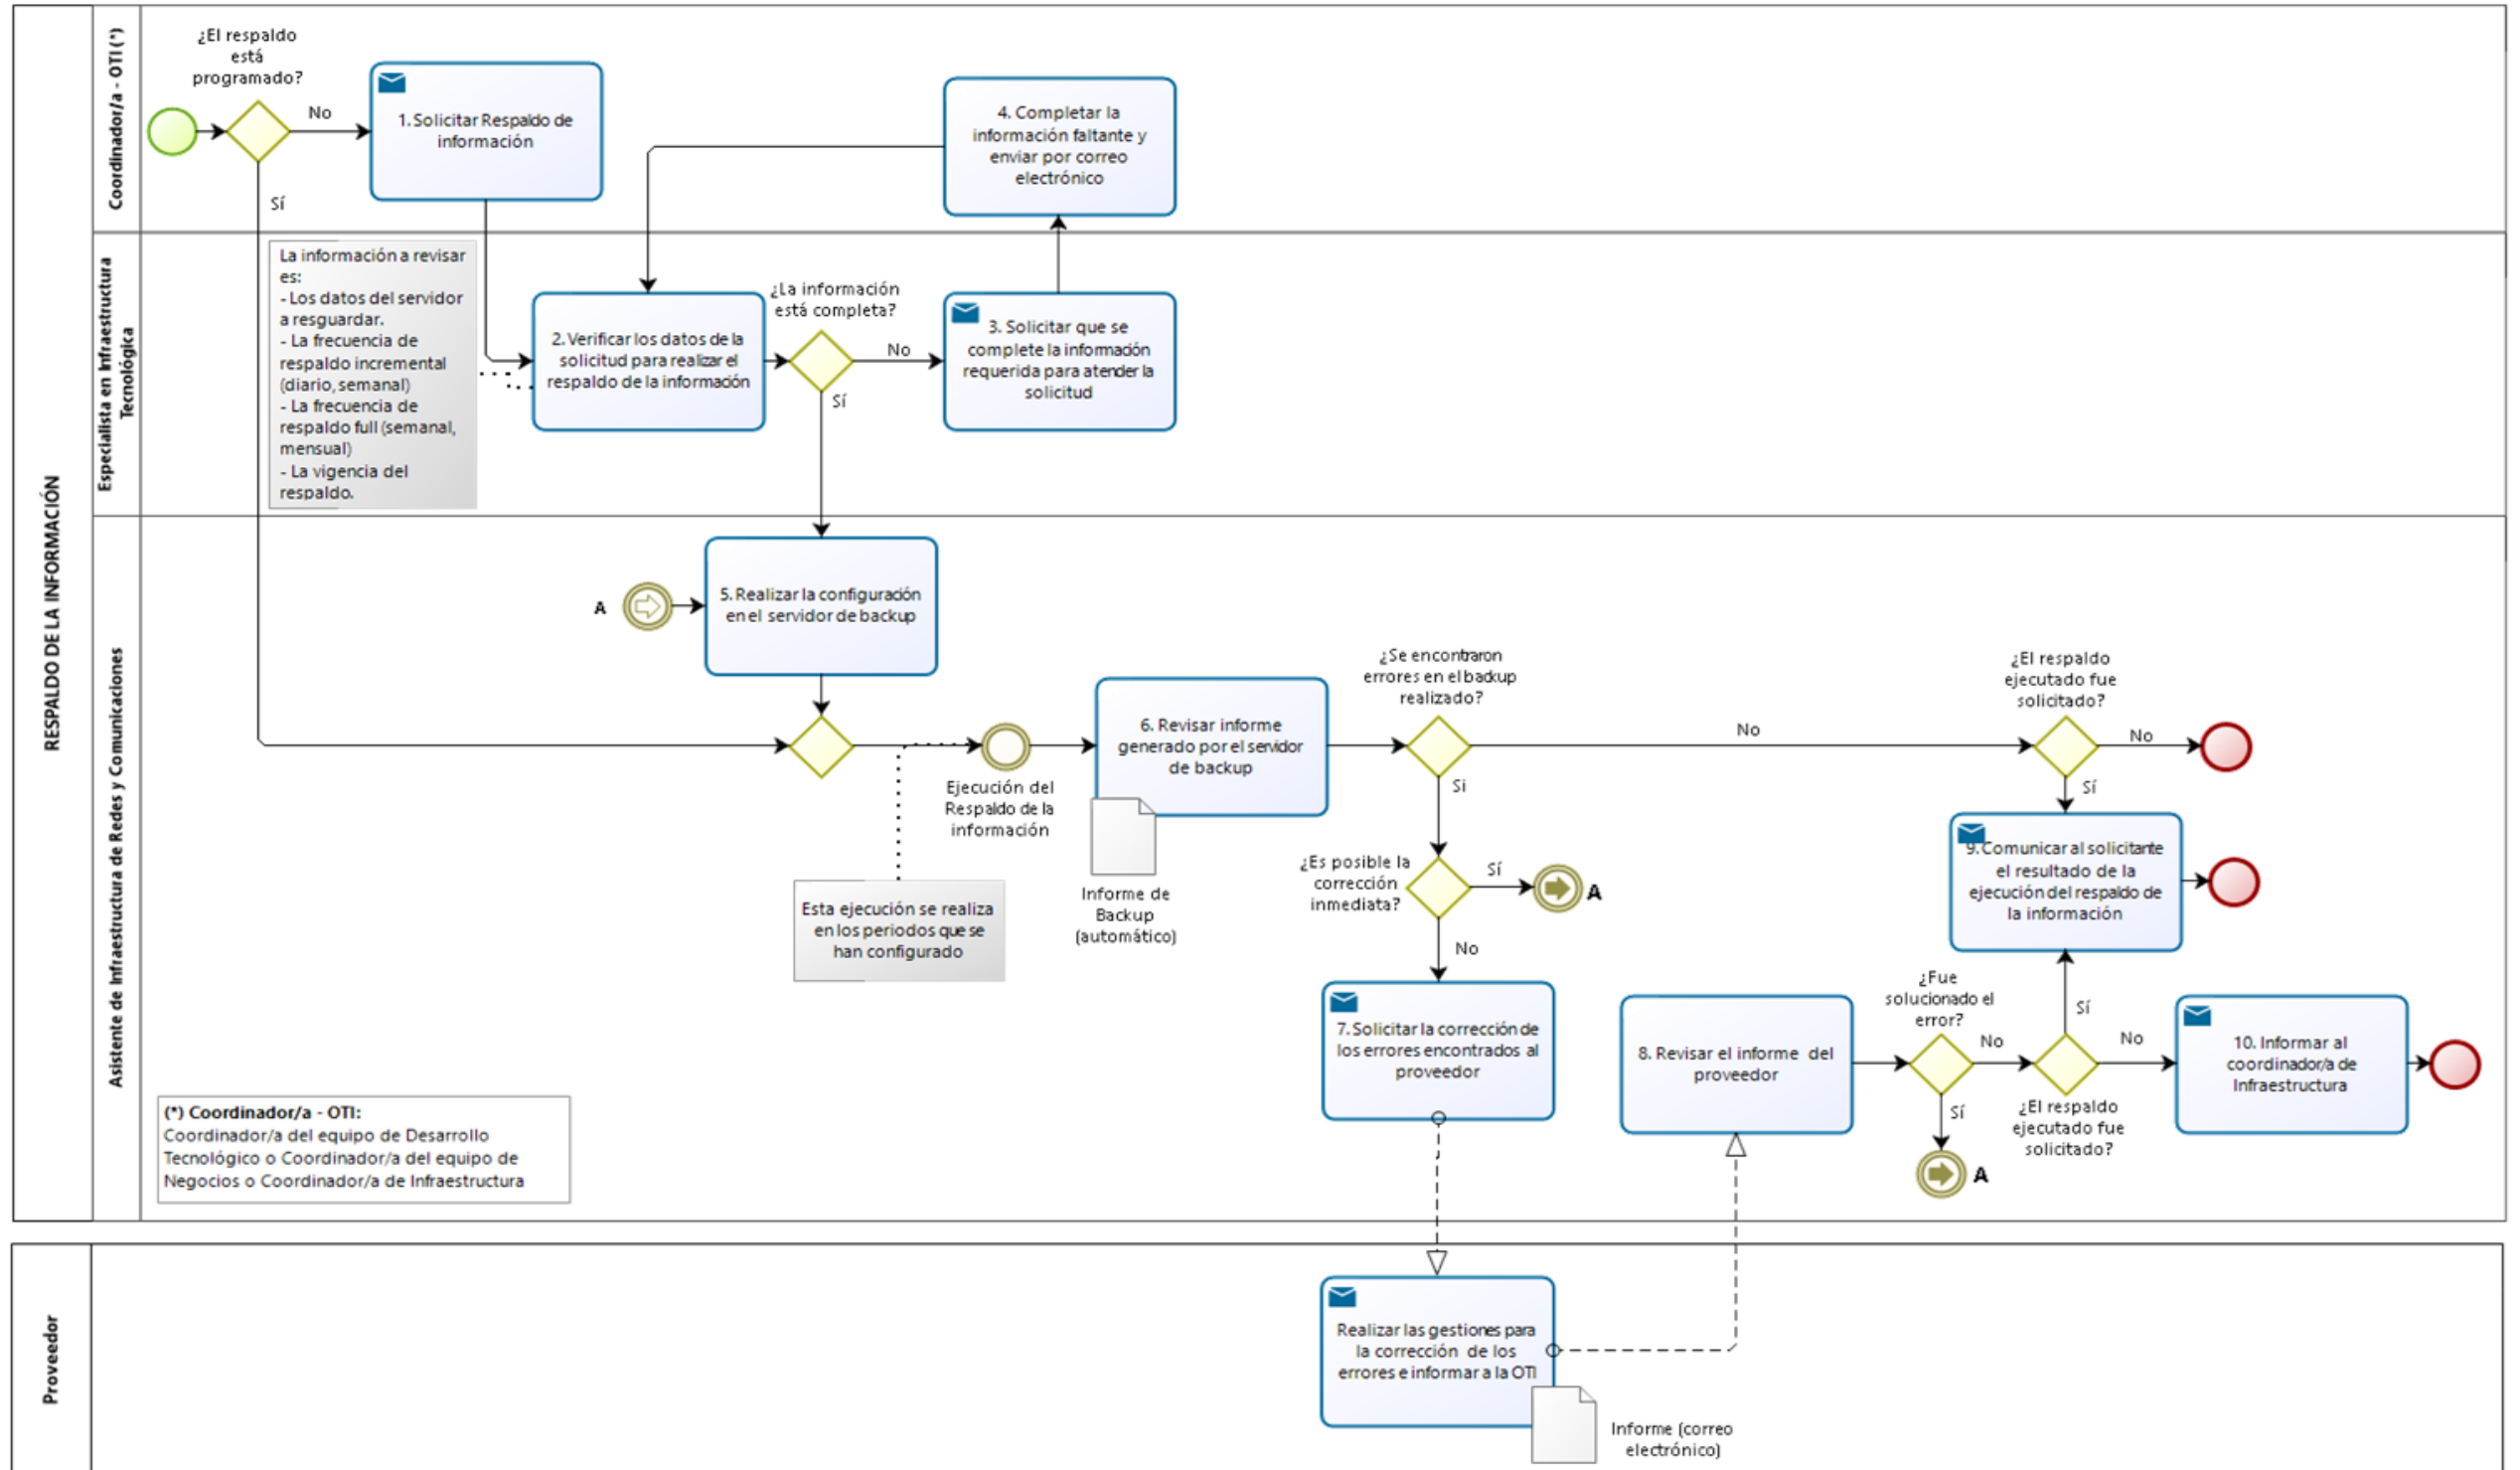 RESPALDO DE LA INFORMACIÓN
Coordinador/a - OTI (*)
¿El respaldo
está
programado?
No
Sí
1. Solicitar Respaldo de
información
4. Completar la
información faltante y
enviar por correo
electrónico
Especialista en Infraestructura
Tecnológica
La información a revisar
es:
- Los datos del servidor
a resguardar.
- La frecuencia de
respaldo incremental
(diario, semanal)
- La frecuencia de
respaldo full (semanal,
mensual)
- La vigencia del
respaldo.
2. Verificar los datos de la
solicitud para realizar el
respaldo de la información
¿La información
está completa?
No
Sí
3. Solicitar que se
complete la información
requerida para atender la
solicitud
Asistente de Infraestructura de Redes y Comunicaciones
A
5. Realizar la configuración
en el servidor de backup
Ejecución del
Respaldo de la
información
Esta ejecución se realiza
en los periodos que se
han configurado
6. Revisar informe
generado por el servidor
de backup
Informe de
Backup
(automático)
¿Se encontraron
errores en el backup
realizado?
No
Si
¿Es posible la
corrección
inmediata?
Sí
A
No
7. Solicitar la corrección de
los errores encontrados al
proveedor
8. Revisar el informe del
proveedor
¿Fue
solucionado el
error?
No
Sí
A
¿El respaldo
ejecutado fue
solicitado?
No
Sí
9. Comunicar al solicitante
el resultado de la
ejecución del respaldo de
la información
Sí
No
¿El respaldo
ejecutado fue
solicitado?
10. Informar al
coordinador/a de
Infraestructura
(*) Coordinador/a - OTI:
Coordinador/a del equipo de Desarrollo
Tecnológico o Coordinador/a del equipo de
Negocios o Coordinador/a de Infraestructura
Proveedor
Realizar las gestiones para
la corrección de los
errores e informar a la OTI
Informe (correo
electrónico)